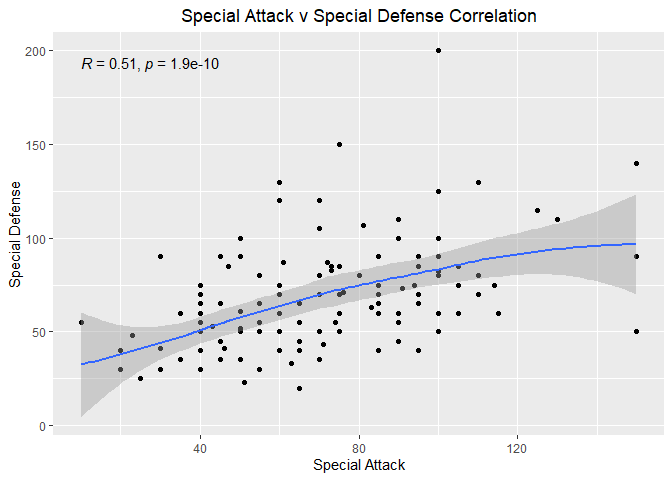 Special Attack v Special Defense Correlation
R = 0.51, p = 1.9e-10
200
150
100
50
0
Special Defense
40
80
120
Special Attack